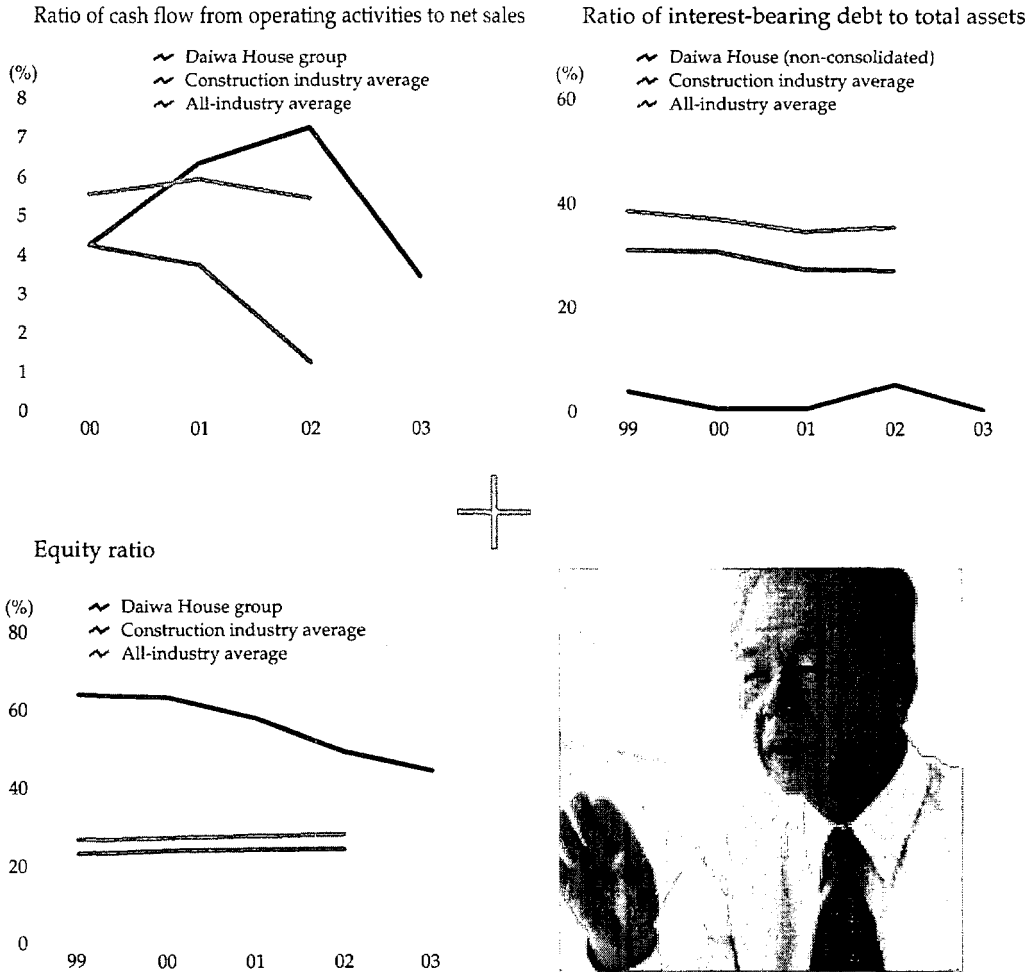 Ratio of cash flow from operating activities to net sales
Daiwa House group
Construction industry average
All-industry average
(%)
8
7
6
5
4
3
2
1
0
00 01 02 03
Ratio of interest-bearing debt to total assets
Daiwa House (non-consolidated)
Construction industry average
All-industry average
(%)
60
40
20
0
99 00 01 02 03
Equity ratio
Daiwa House group
Construction industry average
All-industry average
(%)
80
60
40
20
0
99 00 01 02 03